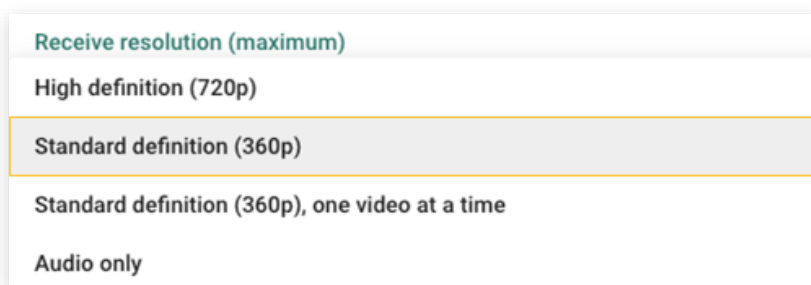 Receive resolution (maximum)
High definition (720p)
Standard definition (360p)
Standard definition (360p), one video at a time
Audio only